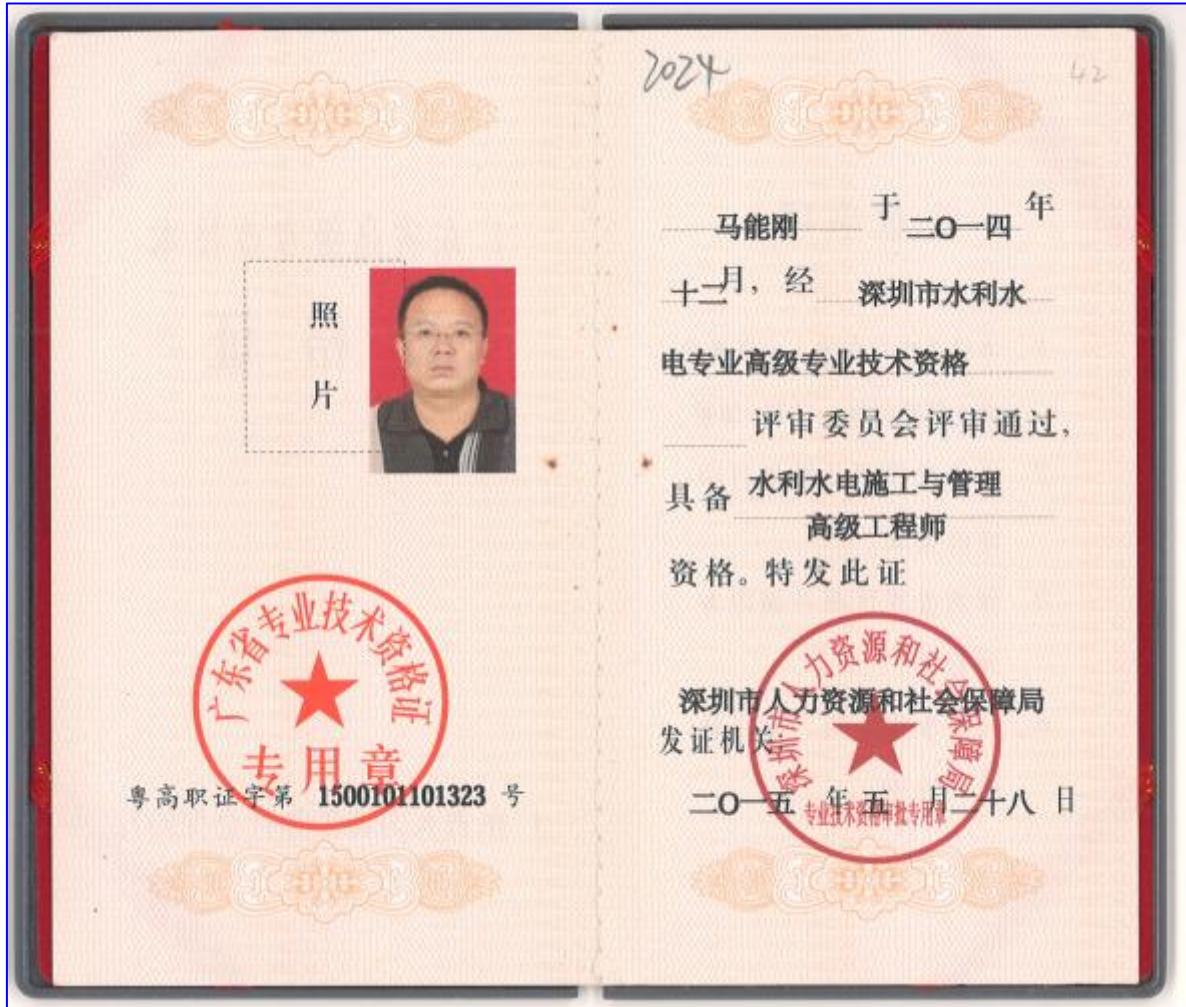 照
片
广东省专业技术资格证
专用章
粤高职证字第 1500101101323 号
2024
42
马能刚 于 二〇一四 年
十二月，经 深圳市水利水
电专业高级专业技术资格
评审委员会评审通过，
具备 水利水电施工与管理
高级工程师
资格。特发此证
深圳市人力资源和社会保障局
深圳市人力资源和社会保障局
发证机关：
专业技术资格审批专用章
二〇一五 年 五 月二十八 日